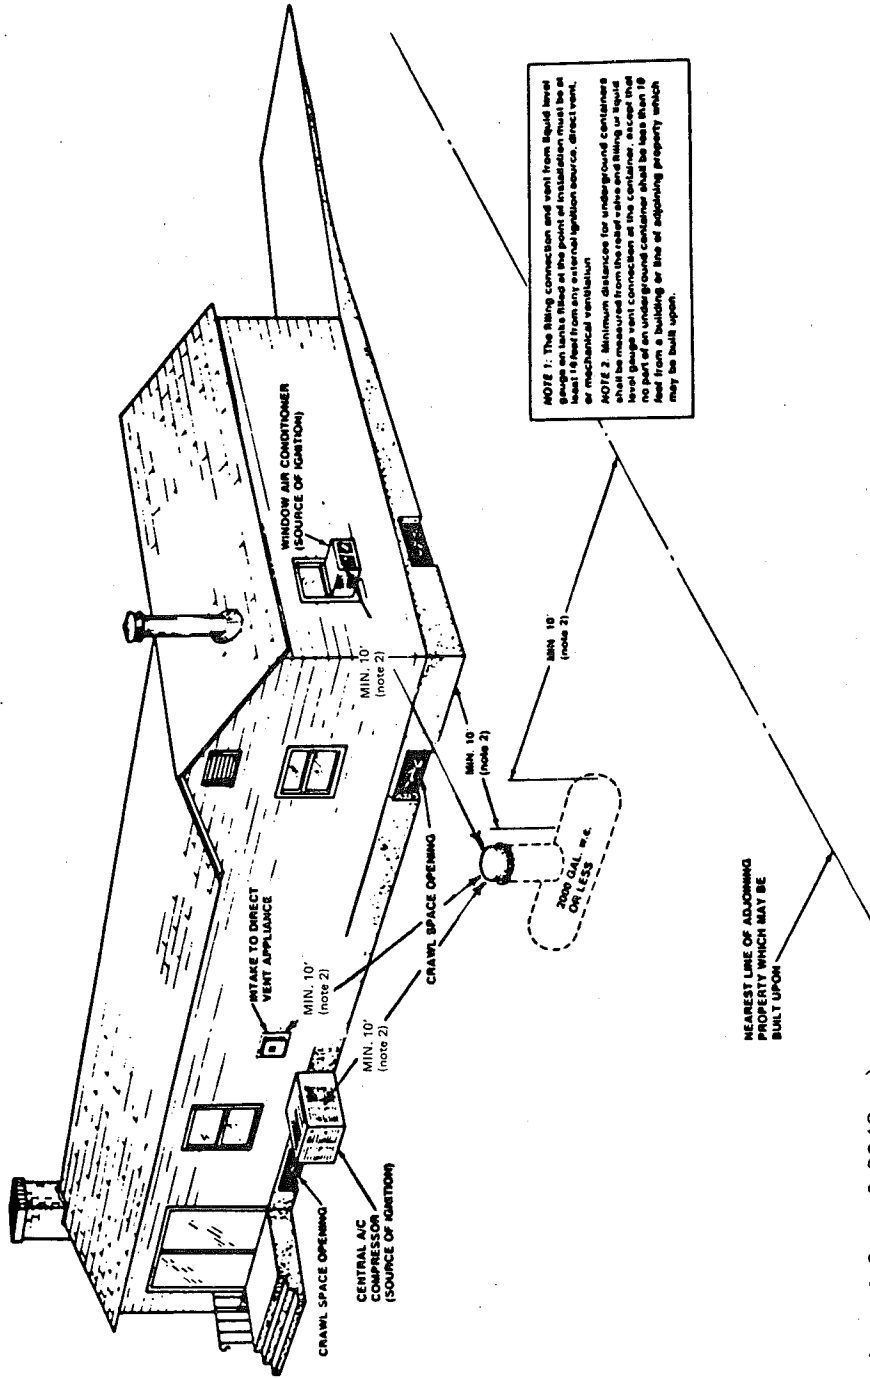 WINDOW AIR CONDITIONER
(SOURCE OF IGNITION)
INTAKE TO DIRECT
VENT APPLIANCE
MIN. 10'
(note 2)
MIN. 10'
(note 2)
MIN. 10'
(note 2)
MIN. 10'
(note 2)
MIN. 10'
(note 2)
CRAWL SPACE OPENING
CENTRAL A/C
COMPRESSOR
(SOURCE OF IGNITION)
CRAWL SPACE OPENING
2000 GAL. w.c.
OR LESS
NEAREST LINE OF ADJOINING
PROPERTY WHICH MAY BE
BUILT UPON
NOTE 1: The filling connection and vent from liquid level
gauge on tanks filled at the point of installation must be at
least 10 feet from any external ignition source, direct vent,
or mechanical ventilation
NOTE 2. Minimum distances for underground containers
shall be measured from the relief valve and filling or liquid
level gauge vent connection at the container, except that
no part of an underground container shall be less than 10
feet from a building or line of adjoining property which
may be built upon.